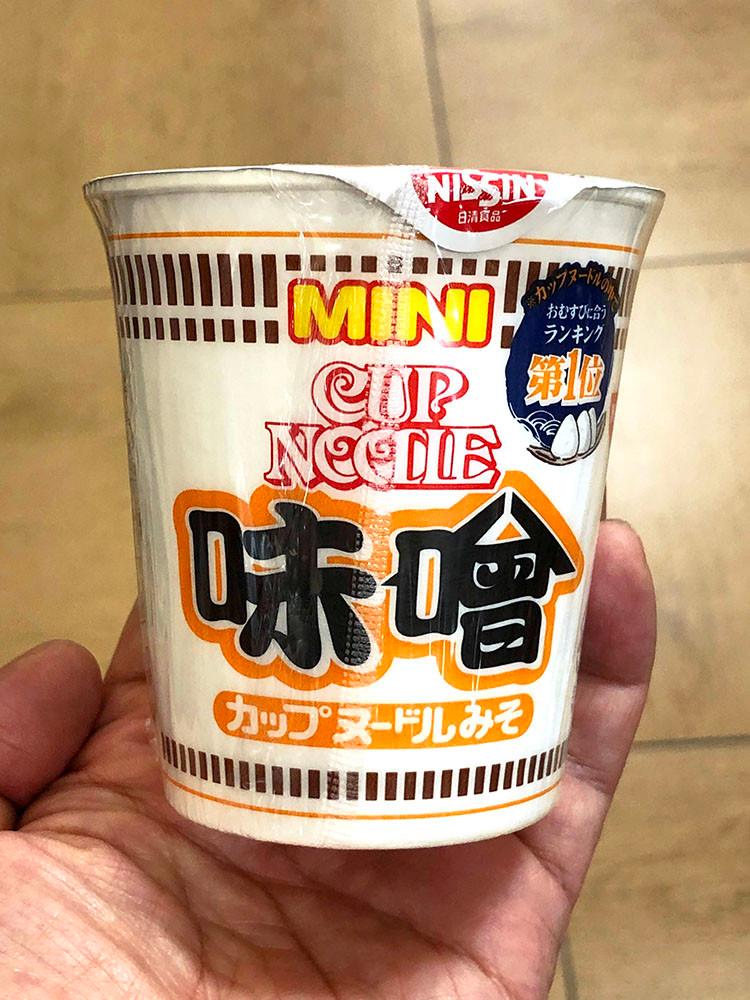 NISSIN
日清食品
MINI
※カップヌードルの中で
おむすびに合う
ランキング
第1位
CUP
NOODLE
味噌
カップヌードルみそ